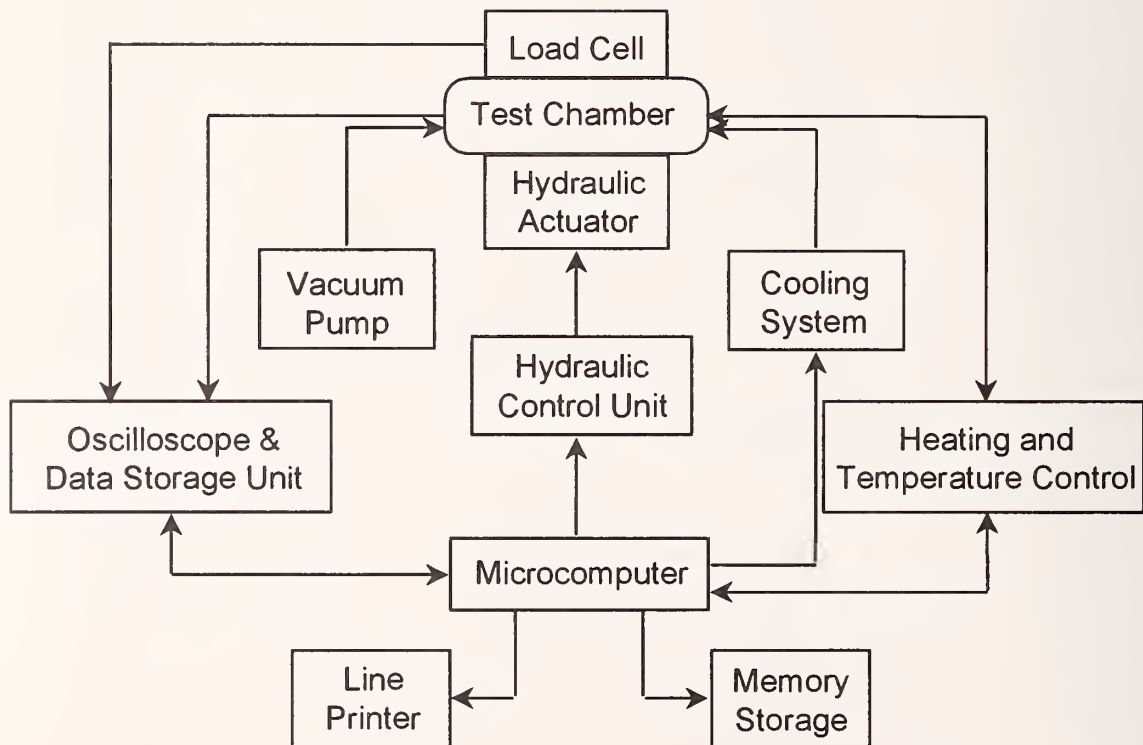 Load Cell
Test Chamber
Hydraulic
Actuator
Vacuum
Pump
Cooling
System
Hydraulic
Control Unit
Oscilloscope &
Data Storage Unit
Heating and
Temperature Control
Microcomputer
Line
Printer
Memory
Storage